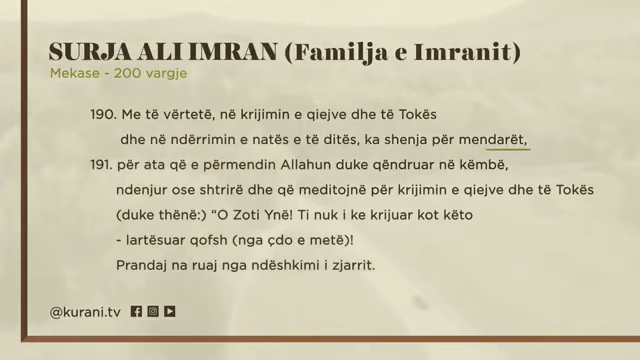 SURJA ALI IMRAN (Familja e Imranit)
Mekase - 200 vargje
190. Me të vërtetë, në krijimin e qiejve dhe të Tokës
dhe në ndërrimin e natës e të ditës, ka shenja për mendarët,
191. për ata që e përmendin Allahun duke qëndruar në këmbë,
ndenjur ose shtrirë dhe që meditojnë për krijimin e qiejve dhe të Tokës
(duke thënë:) “O Zoti Ynë! Ti nuk i ke krijuar kot këto
- lartësuar qofsh (nga çdo e metë)!
Prandaj na ruaj nga ndëshkimi i zjarrit.
@kurani.tv